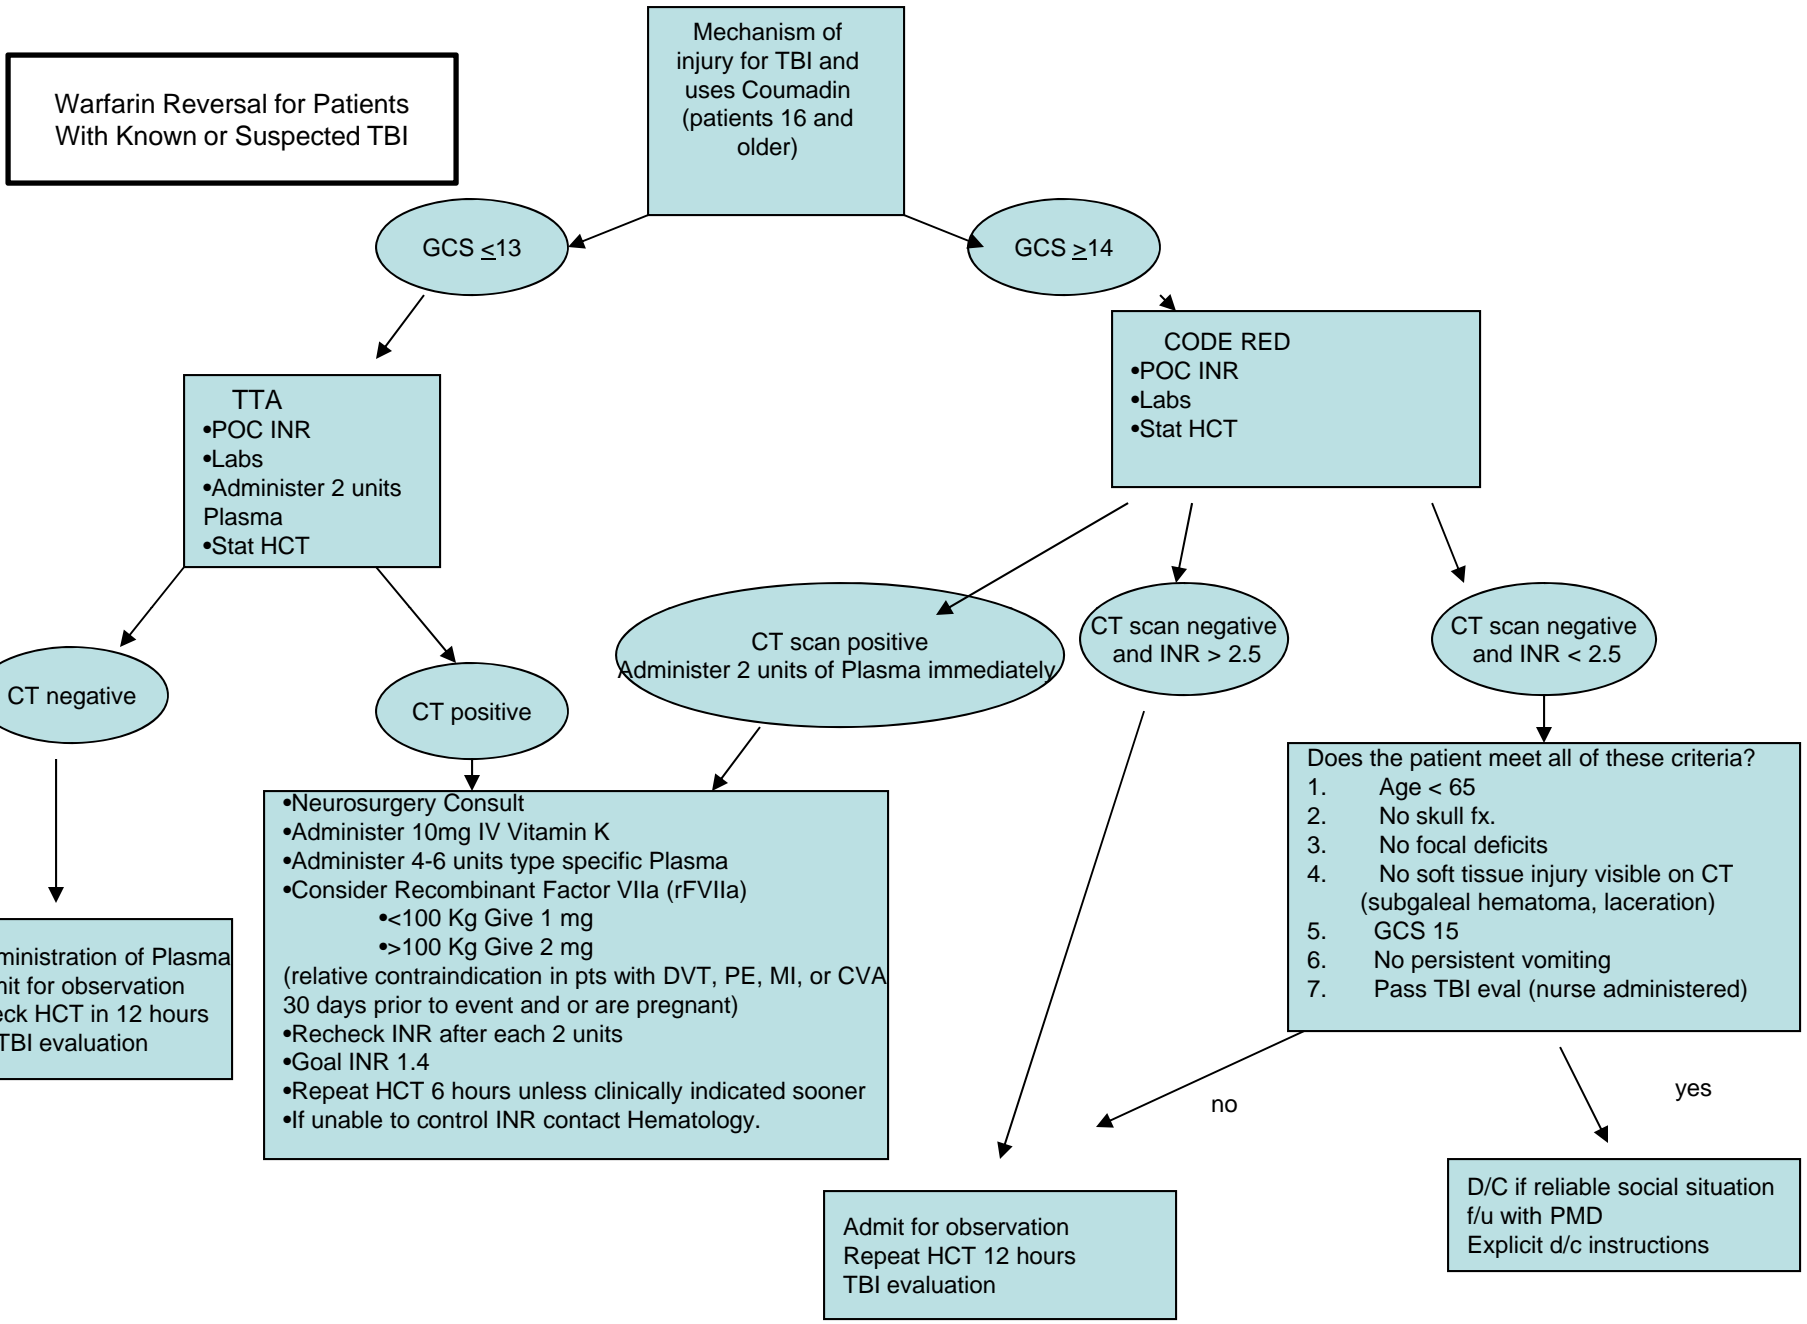 Warfarin Reversal for Patients
With Known or Suspected TBI
Mechanism of
injury for TBI and
uses Coumadin
(patients 16 and
older)
GCS ≤13
GCS ≥14
TTA
•POC INR
•Labs
•Administer 2 units
Plasma
•Stat HCT
CODE RED
•POC INR
•Labs
•Stat HCT
CT negative
CT positive
CT scan positive
Administer 2 units of Plasma immediately
CT scan negative
and INR > 2.5
CT scan negative
and INR < 2.5
of Plasma
for observation
HCT in 12 hours
TBI evaluation
•Neurosurgery Consult
•Administer 10mg IV Vitamin K
•Administer 4-6 units type specific Plasma
•Consider Recombinant Factor VIIa (rFVIIa)
•<100 Kg Give 1 mg
•>100 Kg Give 2 mg
(relative contraindication in pts with DVT, PE, MI, or CVA
30 days prior to event and or are pregnant)
•Recheck INR after each 2 units
•Goal INR 1.4
•Repeat HCT 6 hours unless clinically indicated sooner
•If unable to control INR contact Hematology.
Does the patient meet all of these criteria?
1. Age < 65
2. No skull fx.
3. No focal deficits
4. No soft tissue injury visible on CT
(subgaleal hematoma, laceration)
5. GCS 15
6. No persistent vomiting
7. Pass TBI eval (nurse administered)
no
yes
Admit for observation
Repeat HCT 12 hours
TBI evaluation
D/C if reliable social situation
f/u with PMD
Explicit d/c instructions